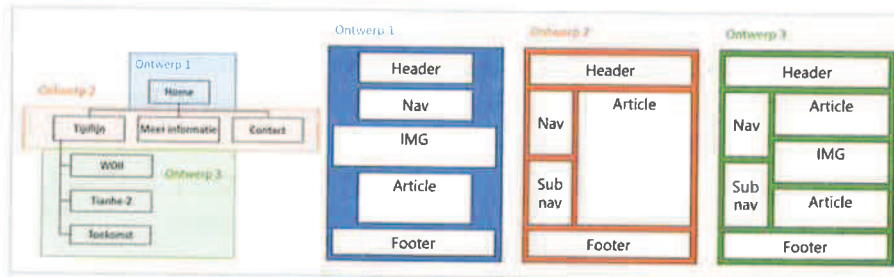 Ontwerp 1
Home
Ontwerp 2
Tijdlijn
Meer informatie
Contact
Ontwerp 3
WOII
Tianhe-2
Toekomst
Ontwerp 1
Header
Nav
IMG
Article
Footer
Ontwerp 2
Header
Nav
Article
Sub
nav
Footer
Ontwerp 3
Header
Nav
Article
IMG
Sub
nav
Article
Footer